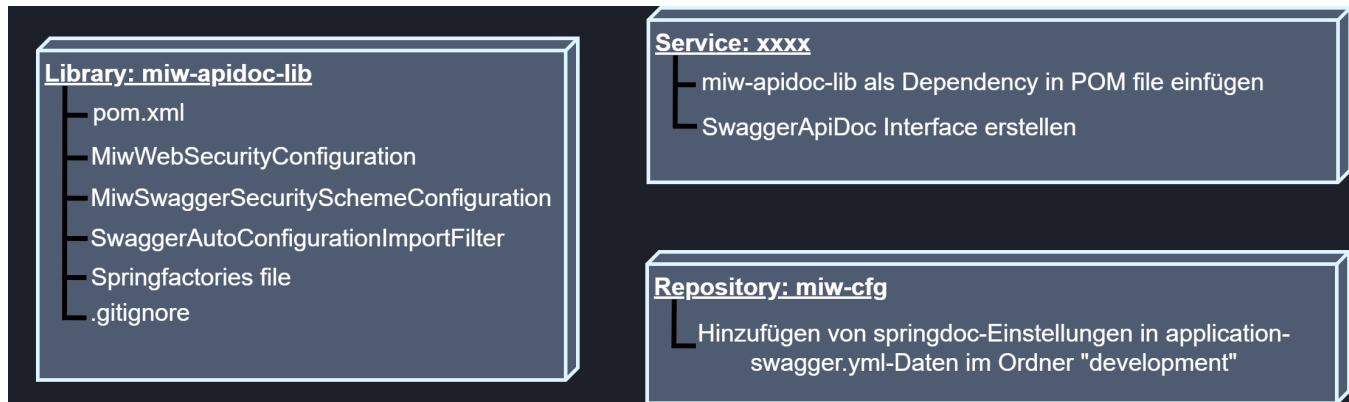 Library: miw-apidoc-lib
pom.xml
MiwWebSecurityConfiguration
MiwSwaggerSecuritySchemeConfiguration
SwaggerAutoConfigurationImportFilter
Springfactories file
.gitignore
Service: xxxx
miw-apidoc-lib als Dependency in POM file einfügen
SwaggerApiDoc Interface erstellen
Repository: miw-cfg
Hinzufügen von springdoc-Einstellungen in application-
swagger.yml-Daten im Ordner "development"